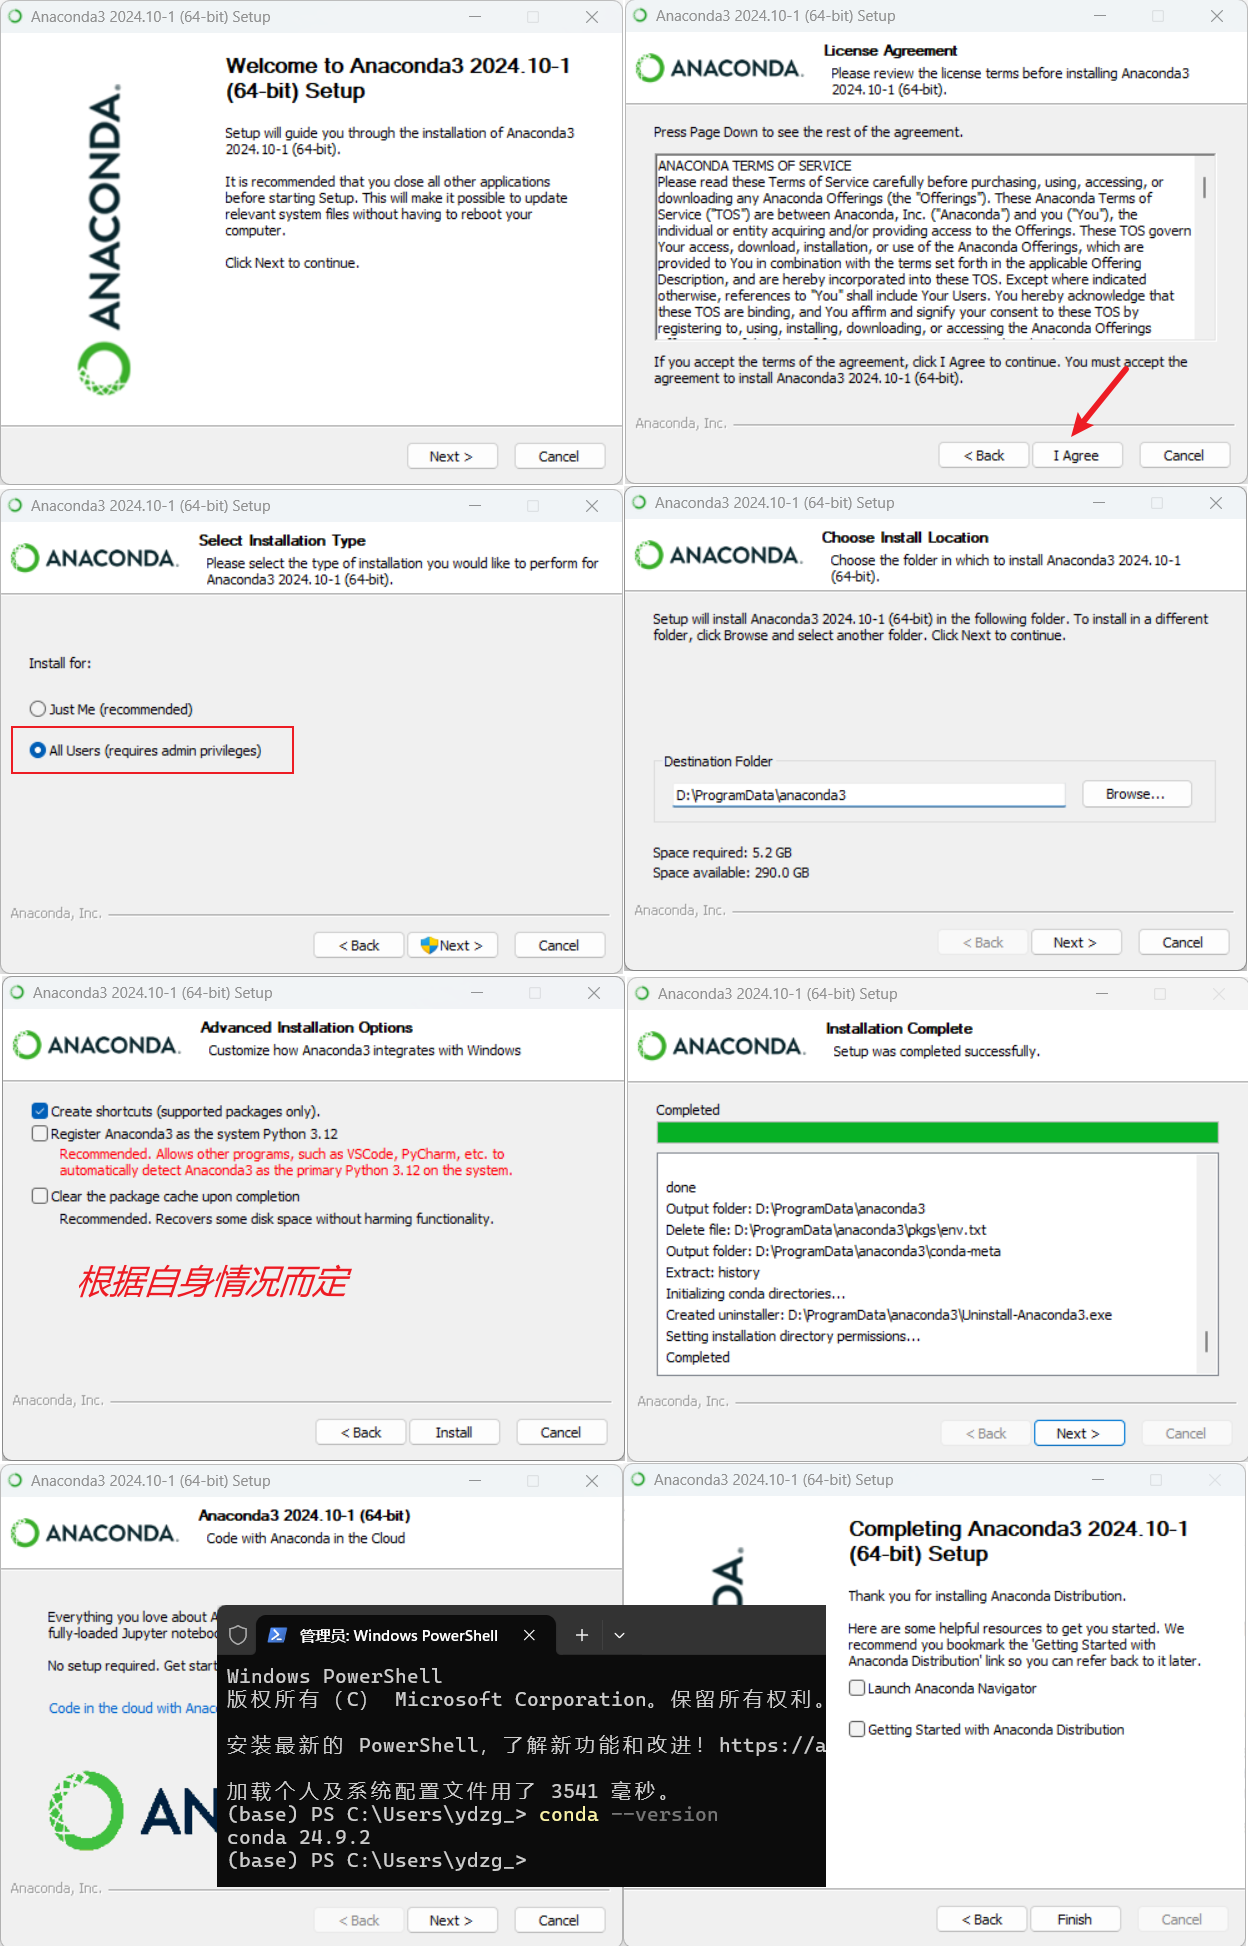 Anaconda3 2024.10-1 (64-bit) Setup
ANACONDA.
Welcome to Anaconda3 2024.10-1
(64-bit) Setup
Setup will guide you through the installation of Anaconda3
2024.10-1 (64-bit).
It is recommended that you close all other applications
before starting Setup. This will make it possible to update
relevant system files without having to reboot your
computer.
Click Next to continue.
Next >
Cancel
Anaconda3 2024.10-1 (64-bit) Setup
ANACONDA.
License Agreement
Please review the license terms before installing Anaconda3
2024.10-1 (64-bit).
Press Page Down to see the rest of the agreement.
ANACONDA TERMS OF SERVICE
Please read these Terms of Service carefully before purchasing, using, accessing, or
downloading any Anaconda Offerings (the "Offerings"). These Anaconda Terms of
Service ("TOS") are between Anaconda, Inc. ("Anaconda") and you ("You"), the
individual or entity acquiring and/or providing access to the Offerings. These TOS govern
Your access, download, installation, or use of the Anaconda Offerings, which are
provided to You in combination with the terms set forth in the applicable Offering
Description, and are hereby incorporated into these TOS. Except where indicated
otherwise, references to "You" shall include Your Users. You hereby acknowledge that
these TOS are binding, and You affirm and signify your consent to these TOS by
registering to, using, installing, downloading, or accessing the Anaconda Offerings
If you accept the terms of the agreement, click I Agree to continue. You must accept the
agreement to install Anaconda3 2024.10-1 (64-bit).
Anaconda, Inc.
< Back
I Agree
Cancel
Anaconda3 2024.10-1 (64-bit) Setup
ANACONDA.
Select Installation Type
Please select the type of installation you would like to perform for
Anaconda3 2024.10-1 (64-bit).
Install for:
Just Me (recommended)
All Users (requires admin privileges)
Anaconda, Inc.
< Back
Next >
Cancel
Anaconda3 2024.10-1 (64-bit) Setup
ANACONDA.
Choose Install Location
Choose the folder in which to install Anaconda3 2024.10-1
(64-bit).
Setup will install Anaconda3 2024.10-1 (64-bit) in the following folder. To install in a different
folder, click Browse and select another folder. Click Next to continue.
Destination Folder
D:\ProgramData\anaconda3
Browse...
Space required: 5.2 GB
Space available: 290.0 GB
Anaconda, Inc.
< Back
Next >
Cancel
Anaconda3 2024.10-1 (64-bit) Setup
ANACONDA.
Advanced Installation Options
Customize how Anaconda3 integrates with Windows
Create shortcuts (supported packages only).
Register Anaconda3 as the system Python 3.12
Recommended. Allows other programs, such as VSCode, PyCharm, etc. to
automatically detect Anaconda3 as the primary Python 3.12 on the system.
Clear the package cache upon completion
Recommended. Recovers some disk space without harming functionality.
根据自身情况而定
Anaconda, Inc.
< Back
Install
Cancel
Anaconda3 2024.10-1 (64-bit) Setup
ANACONDA.
Installation Complete
Setup was completed successfully.
Completed
done
Output folder: D:\ProgramData\anaconda3
Delete file: D:\ProgramData\anaconda3\pkgs\env.txt
Output folder: D:\ProgramData\anaconda3\conda-meta
Extract: history
Initializing conda directories...
Created uninstaller: D:\ProgramData\anaconda3\Uninstall-Anaconda3.exe
Setting installation directory permissions...
Completed
Anaconda, Inc.
< Back
Next >
Cancel
Anaconda3 2024.10-1 (64-bit) Setup
ANACONDA.
Anaconda3 2024.10-1 (64-bit)
Code with Anaconda in the Cloud
Everything you love about A
fully-loaded Jupyter noteboo
No setup required. Get start
Code in the cloud with Anaco
AN
Anaconda, Inc.
< Back
Next >
Cancel
管理员: Windows PowerShell
Windows PowerShell
版权所有 (C) Microsoft Corporation。保留所有权利。
安装最新的 PowerShell，了解新功能和改进！https://a
加载个人及系统配置文件用了 3541 毫秒。
(base) PS C:\Users\ydzg_> conda --version
conda 24.9.2
(base) PS C:\Users\ydzg_>
Anaconda3 2024.10-1 (64-bit) Setup
DA.
Completing Anaconda3 2024.10-1
(64-bit) Setup
Thank you for installing Anaconda Distribution.
Here are some helpful resources to get you started. We
recommend you bookmark the 'Getting Started with
Anaconda Distribution' link so you can refer back to it later.
Launch Anaconda Navigator
Getting Started with Anaconda Distribution
< Back
Finish
Cancel